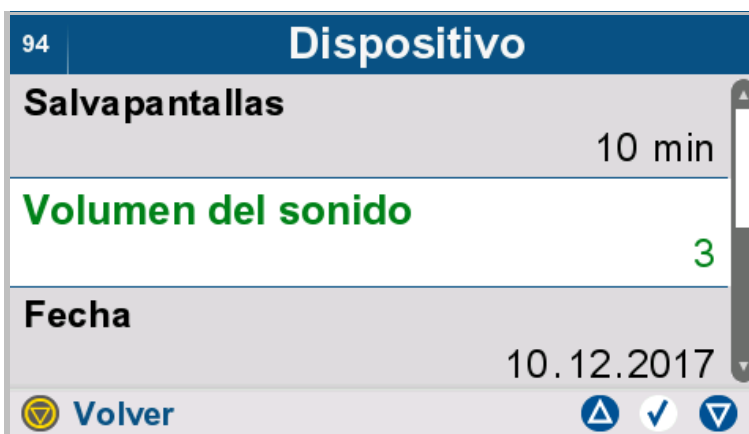 94
Dispositivo
Salvapantallas
10 min
Volumen del sonido
3
Fecha
10.12.2017
Volver